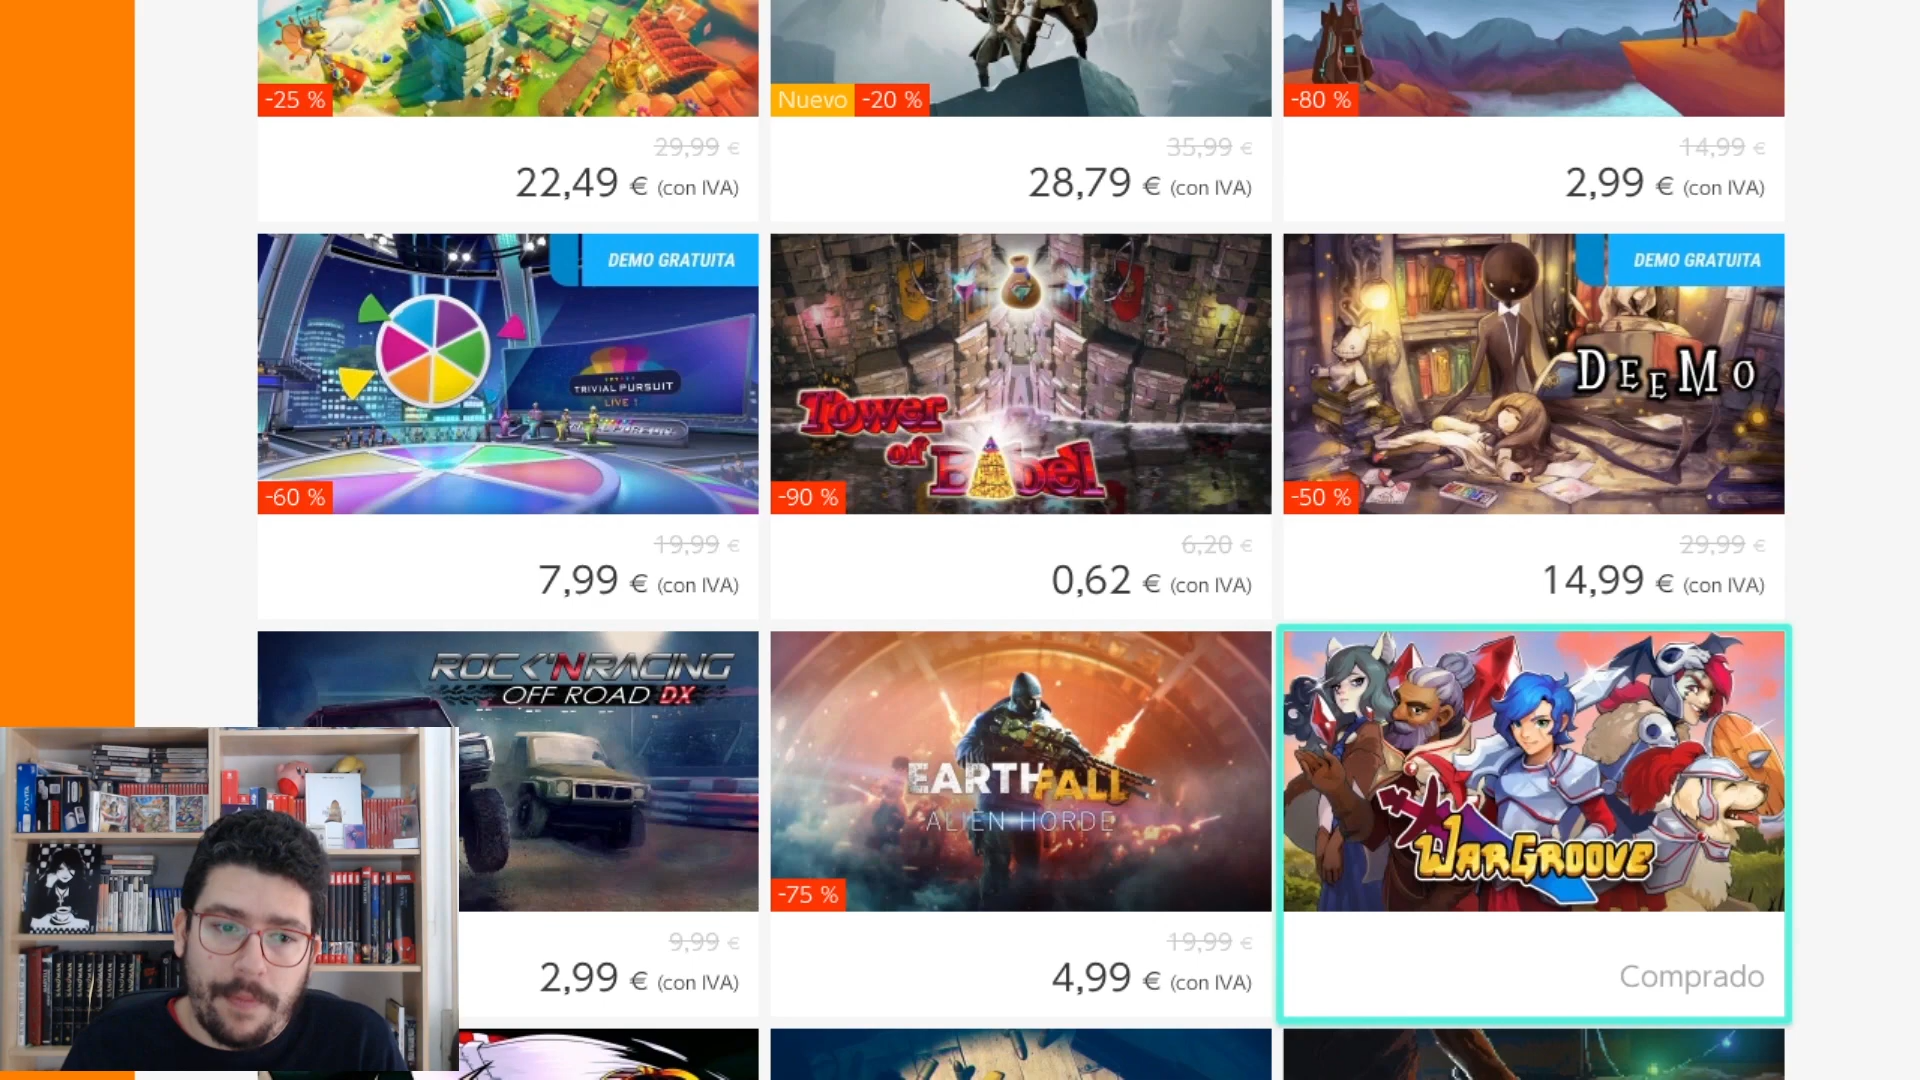 -25 %
Nuevo -20 %
-80 %
29,99 €
22,49 € (con IVA)
35,99 €
28,79 € (con IVA)
14,99 €
2,99 € (con IVA)
DEMO GRATUITA
TRIVIAL PURSUIT
LIVE !
-60 %
Tower
of Babel
-90 %
DEMO GRATUITA
DEEMO
-50 %
19,99 €
7,99 € (con IVA)
6,20 €
0,62 € (con IVA)
29,99 €
14,99 € (con IVA)
ROCK'N RACING
OFF ROAD DX
9,99 €
2,99 € (con IVA)
EARTHFALL
ALIEN HORDE
-75 %
19,99 €
4,99 € (con IVA)
WARGROOVE
Comprado